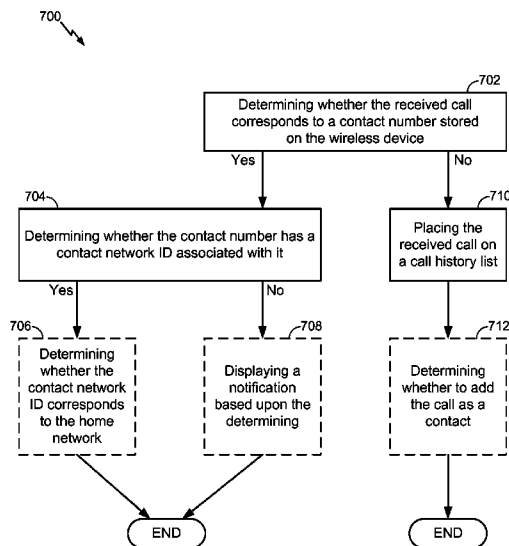 700
702
Determining whether the received call
corresponds to a contact number stored
on the wireless device
Yes
No
704
Determining whether the contact number has a
contact network ID associated with it
710
Placing the
received call on
a call history list
Yes
No
706
Determining
whether the
contact network
ID corresponds
to the home
network
708
Displaying a
notification
based upon the
determining
712
Determining
whether to add
the call as a
contact
END
END